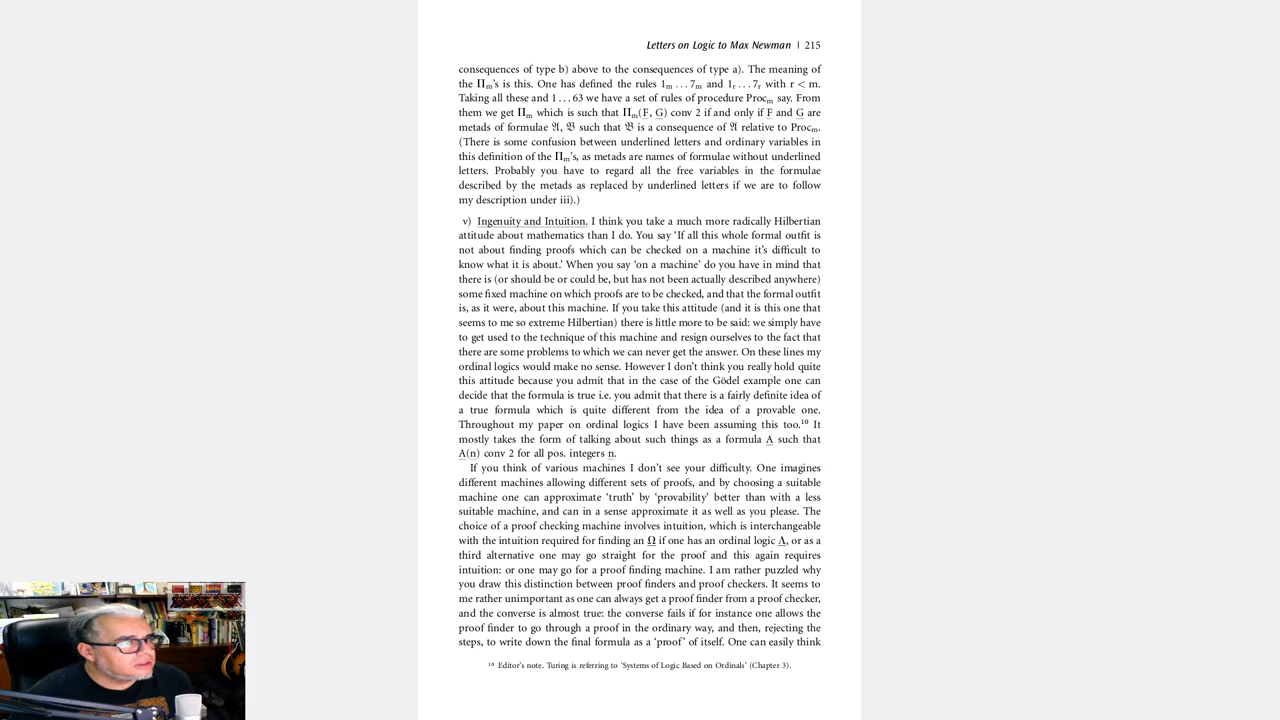 Letters on Logic to Max Newman | 215
consequences of type b) above to the consequences of type a). The meaning of
the Πₘ's is this. One has defined the rules 1ₘ . . . 7ₘ and 1ᵣ . . . 7ᵣ with r < m.
Taking all these and 1 . . . 63 we have a set of rules of procedure Procₘ say. From
them we get Πₘ which is such that Πₘ(F, G) conv 2 if and only if F and G are
metads of formulae 𝔄, 𝔅 such that 𝔅 is a consequence of 𝔄 relative to Procₘ.
(There is some confusion between underlined letters and ordinary variables in
this definition of the Πₘ's, as metads are names of formulae without underlined
letters. Probably you have to regard all the free variables in the formulae
described by the metads as replaced by underlined letters if we are to follow
my description under iii).)
v) Ingenuity and Intuition. I think you take a much more radically Hilbertian
attitude about mathematics than I do. You say ‘If all this whole formal outfit is
not about finding proofs which can be checked on a machine it’s difficult to
know what it is about.’ When you say ‘on a machine’ do you have in mind that
there is (or should be or could be, but has not been actually described anywhere)
some fixed machine on which proofs are to be checked, and that the formal outfit
is, as it were, about this machine. If you take this attitude (and it is this one that
seems to me so extreme Hilbertian) there is little more to be said: we simply have
to get used to the technique of this machine and resign ourselves to the fact that
there are some problems to which we can never get the answer. On these lines my
ordinal logics would make no sense. However I don’t think you really hold quite
this attitude because you admit that in the case of the Gödel example one can
decide that the formula is true i.e. you admit that there is a fairly definite idea of
a true formula which is quite different from the idea of a provable one.
Throughout my paper on ordinal logics I have been assuming this too.¹⁰ It
mostly takes the form of talking about such things as a formula A such that
A(n) conv 2 for all pos. integers n.
If you think of various machines I don’t see your difficulty. One imagines
different machines allowing different sets of proofs, and by choosing a suitable
machine one can approximate ‘truth’ by ‘provability’ better than with a less
suitable machine, and can in a sense approximate it as well as you please. The
choice of a proof checking machine involves intuition, which is interchangeable
with the intuition required for finding an Ω if one has an ordinal logic Λ, or as a
third alternative one may go straight for the proof and this again requires
intuition: or one may go for a proof finding machine. I am rather puzzled why
you draw this distinction between proof finders and proof checkers. It seems to
me rather unimportant as one can always get a proof finder from a proof checker,
and the converse is almost true: the converse fails if for instance one allows the
proof finder to go through a proof in the ordinary way, and then, rejecting the
steps, to write down the final formula as a ‘proof’ of itself. One can easily think
¹⁰ Editor’s note. Turing is referring to ‘Systems of Logic Based on Ordinals’ (Chapter 3).